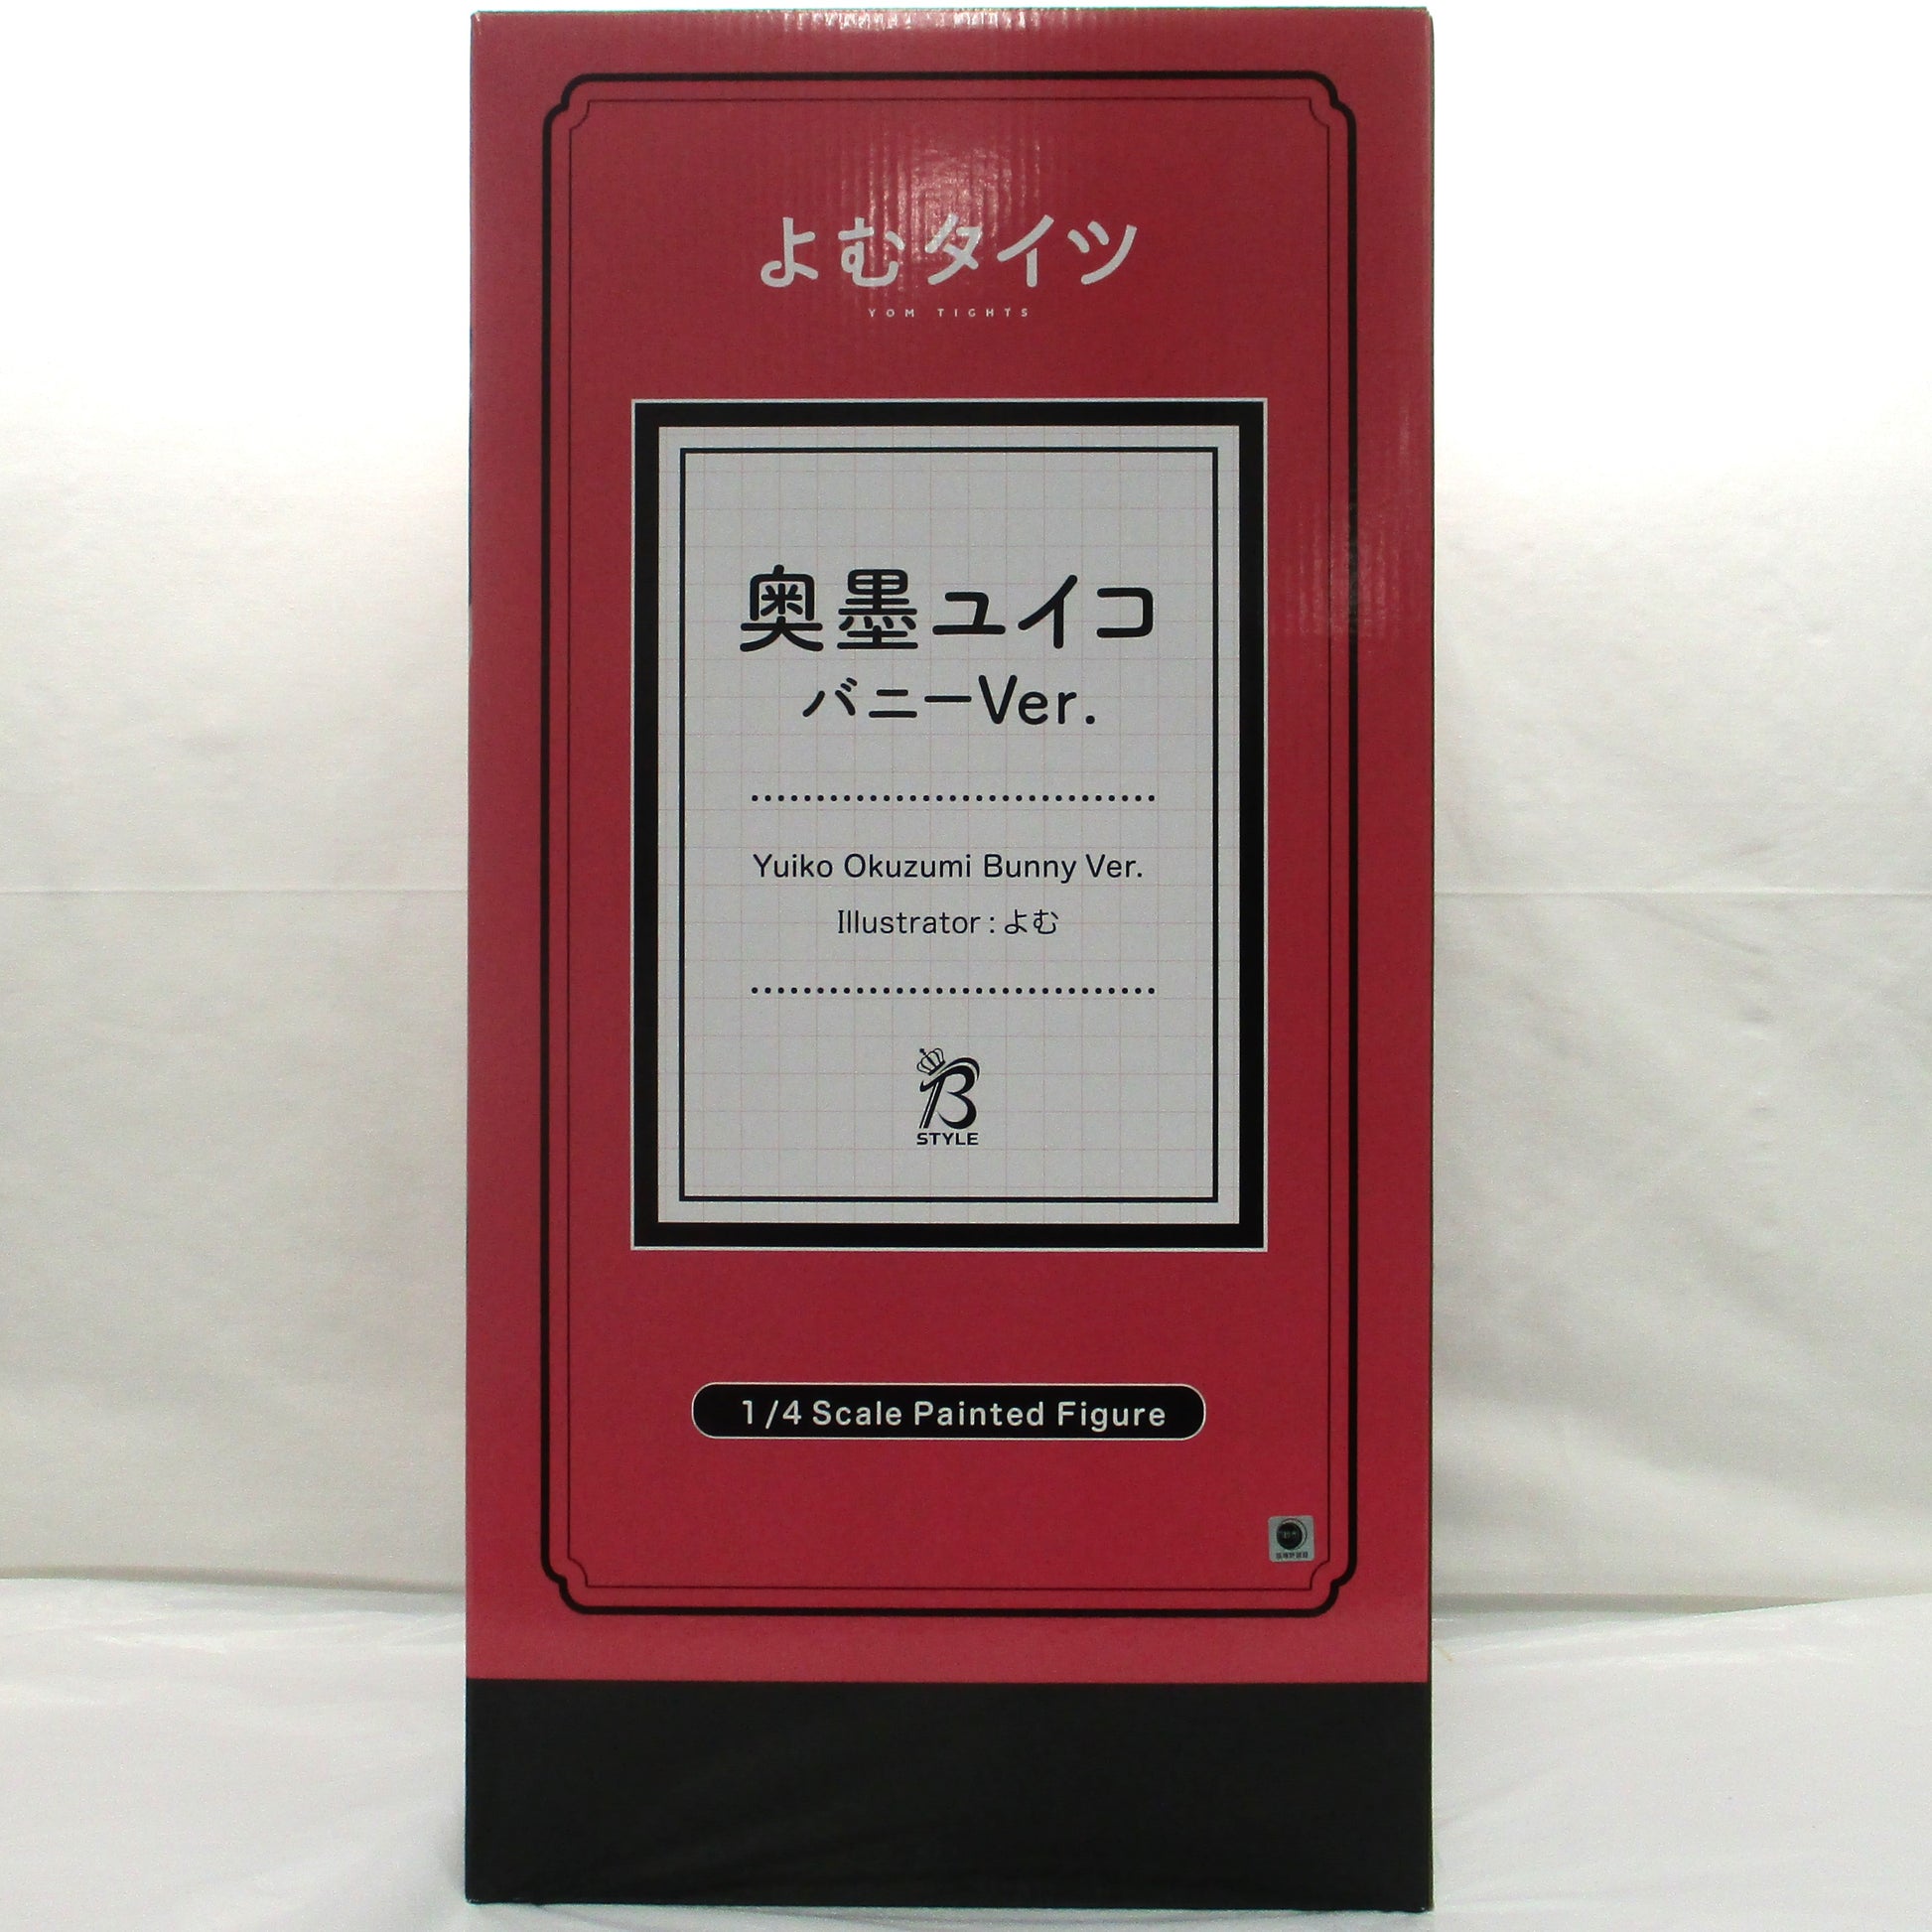 よむタイツ
YOM TIGHTS
奥墨ユイコ
バニーVer.
Yuiko Okuzumi Bunny Ver.
Illustrator : よむ
B
STYLE
1/4 Scale Painted Figure